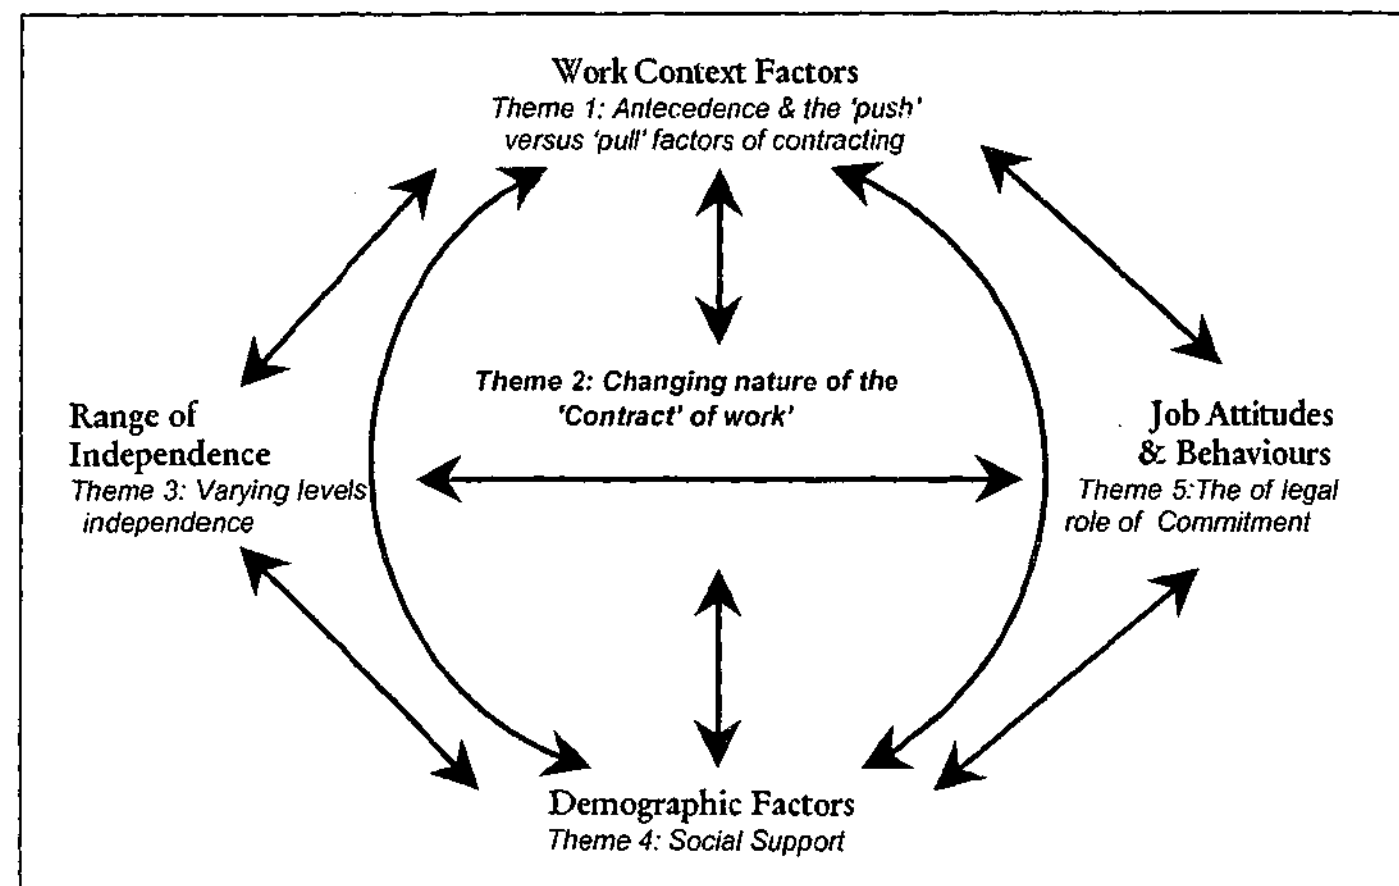 Work Context Factors
Theme 1: Antecedence & the 'push'
versus 'pull' factors of contracting
Theme 2: Changing nature of the
'Contract' of work'
Range of
Independence
Theme 3: Varying levels
independence
Job Attitudes
& Behaviours
Theme 5:The of legal
role of Commitment
Demographic Factors
Theme 4: Social Support